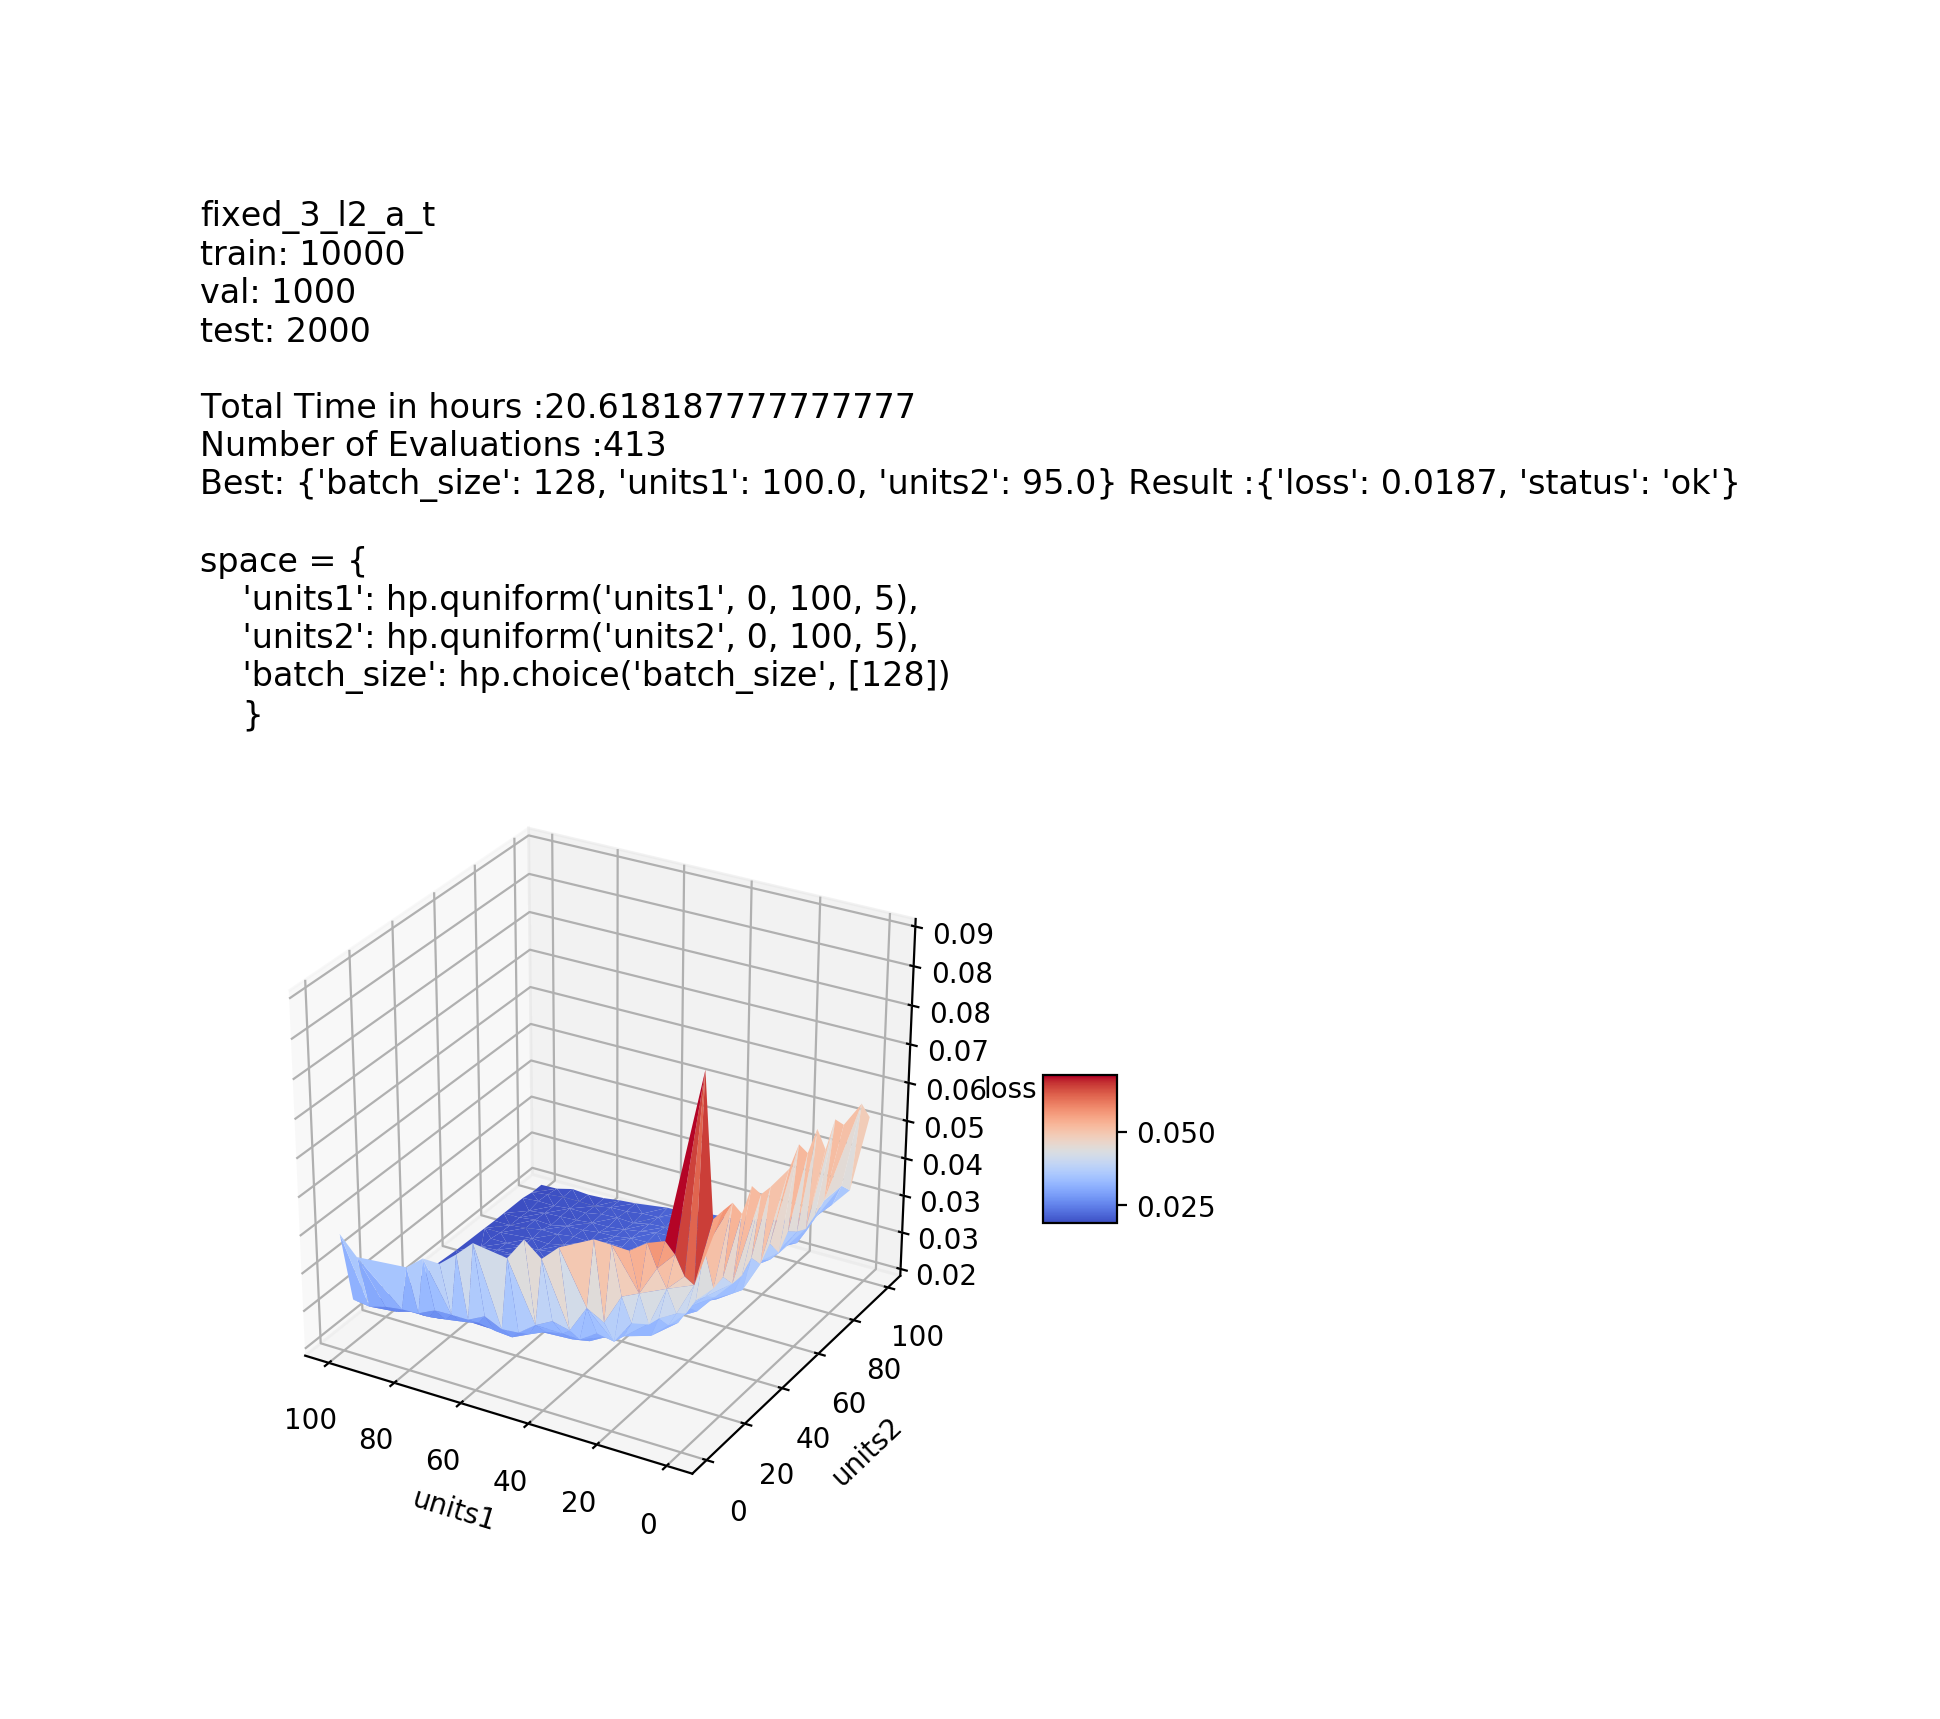 fixed_3_l2_a_t
train: 10000
val: 1000
test: 2000
Total Time in hours :20.618187777777777
Number of Evaluations :413
Best: {'batch_size': 128, 'units1': 100.0, 'units2': 95.0} Result :{'loss': 0.0187, 'status': 'ok'}
space = {
'units1': hp.quniform('units1', 0, 100, 5),
'units2': hp.quniform('units2', 0, 100, 5),
'batch_size': hp.choice('batch_size', [128])
}
0.09
0.08
0.08
0.07
0.06
0.05
0.04
0.03
0.03
0.02
loss
0.050
0.025
100
80
60
40
20
0
units1
0
20
40
60
80
100
units2